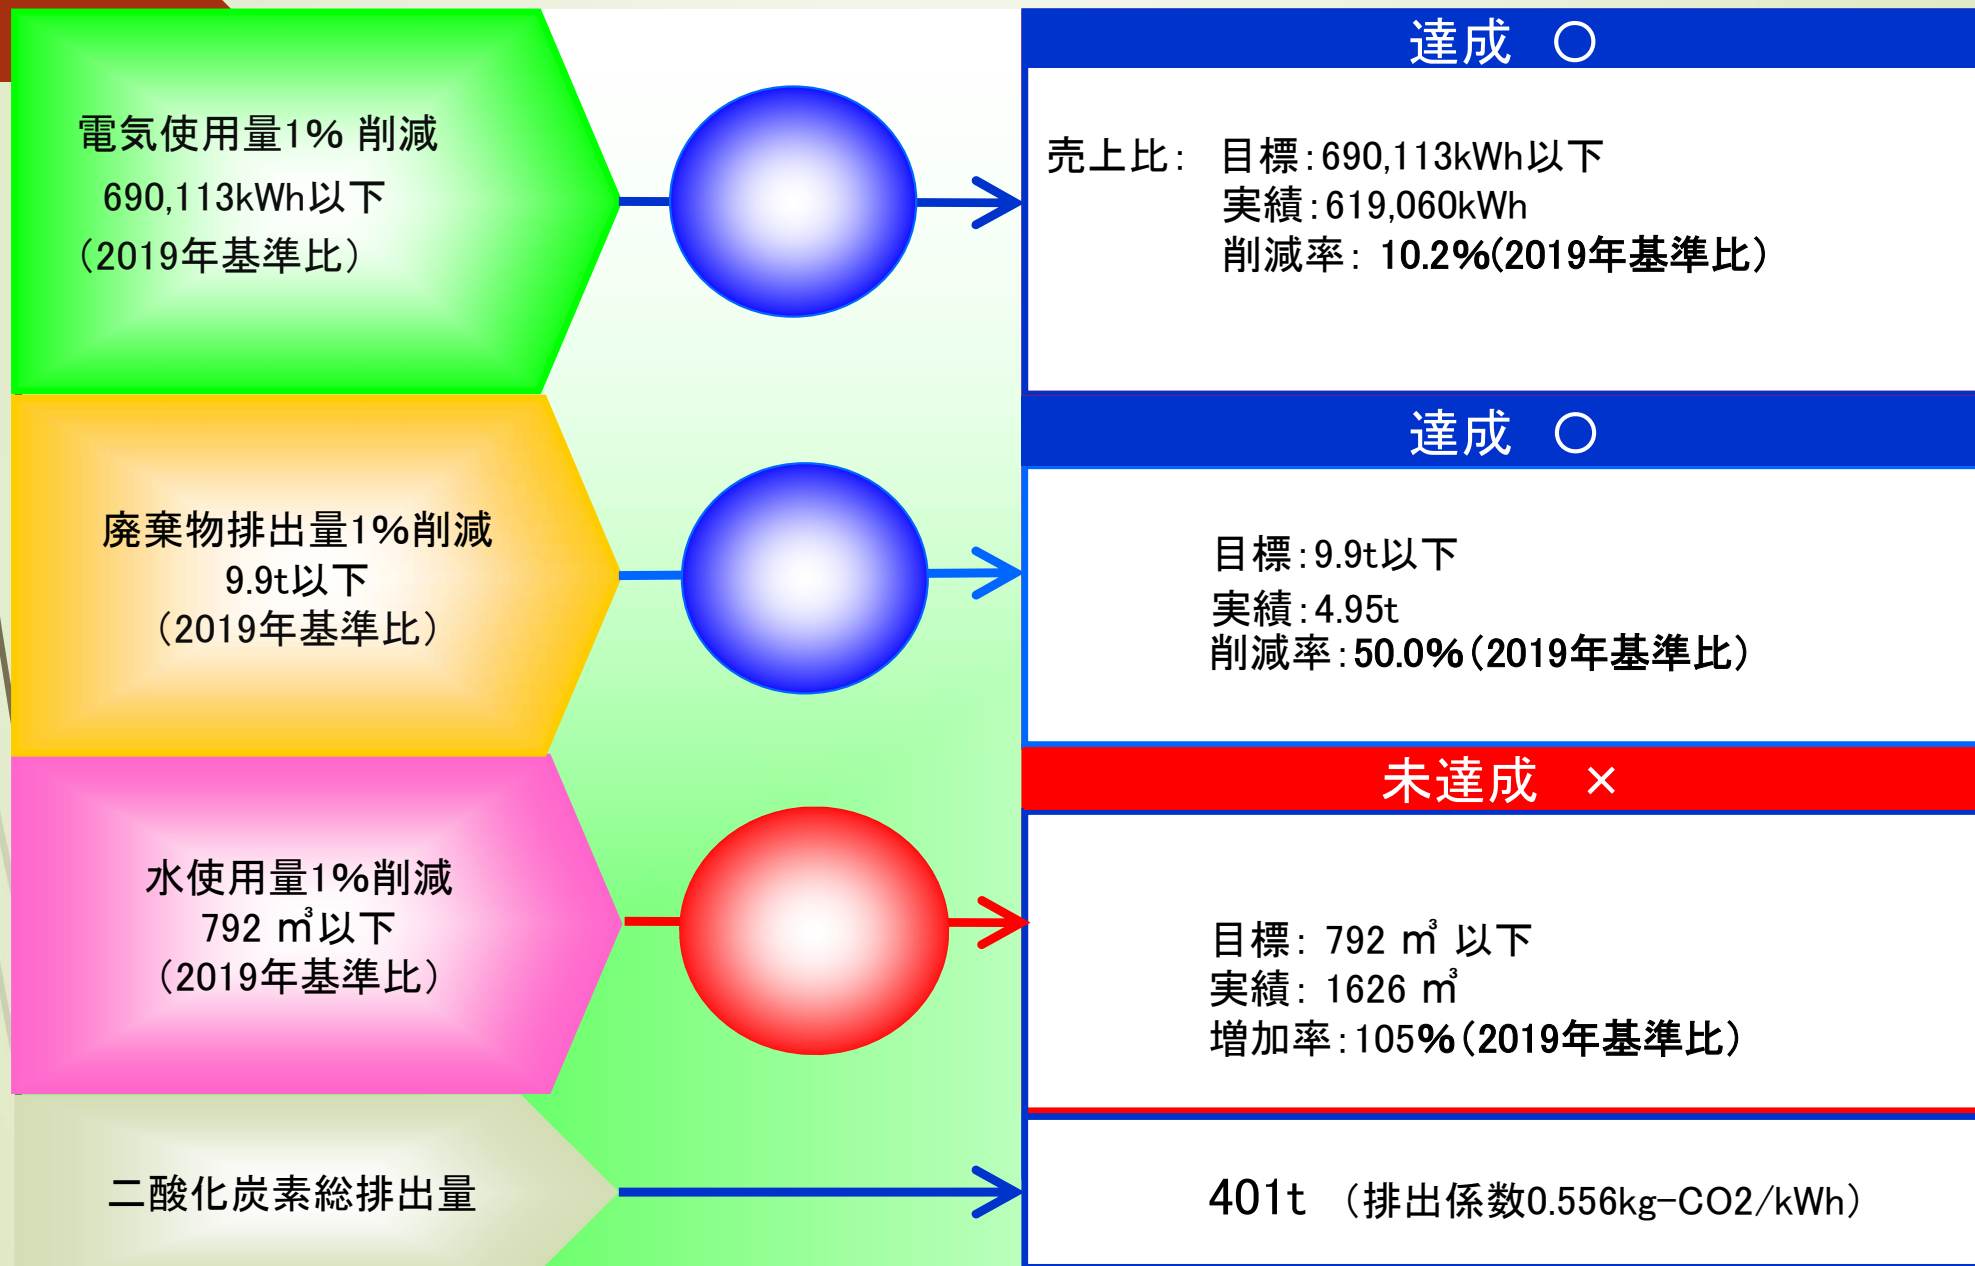 電気使用量1% 削減
690,113kWh以下
（2019年基準比）
達成　○
売上比： 目標：690,113kWh以下
実績：619,060kWh
削減率： 10.2%(2019年基準比）
廃棄物排出量1%削減
9.9t以下
（2019年基準比）
達成　○
目標：9.9t以下
実績：4.95t
削減率：50.0%（2019年基準比）
水使用量1%削減
792 ㎥以下
（2019年基準比）
未達成　×
目標： 792 ㎥ 以下
実績： 1626 ㎥
増加率：105%（2019年基準比）
二酸化炭素総排出量
401t （排出係数0.556kg-CO2/kWh）